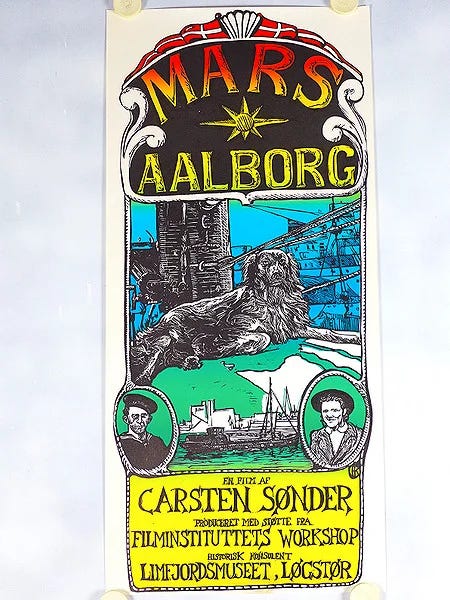 MARS
AALBORG
EN FILM AF
CARSTEN SØNDER
PRODUCERET MED STØTTE FRA
FILMINSTITUTTETS WORKSHOP
HISTORISK KONSULENT
LIMFJORDSMUSEET, LØGSTØR